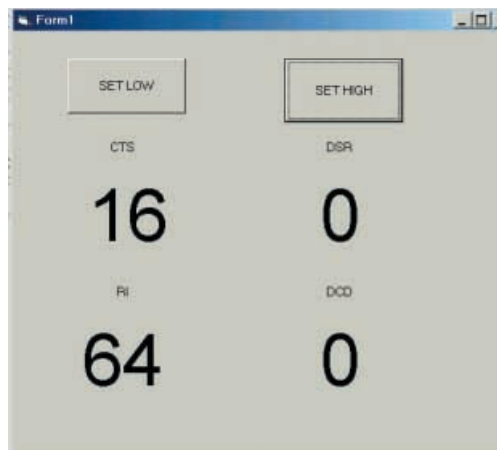 Form1
SET LOW
SET HIGH
CTS
DSR
16
0
RI
DCD
64
0